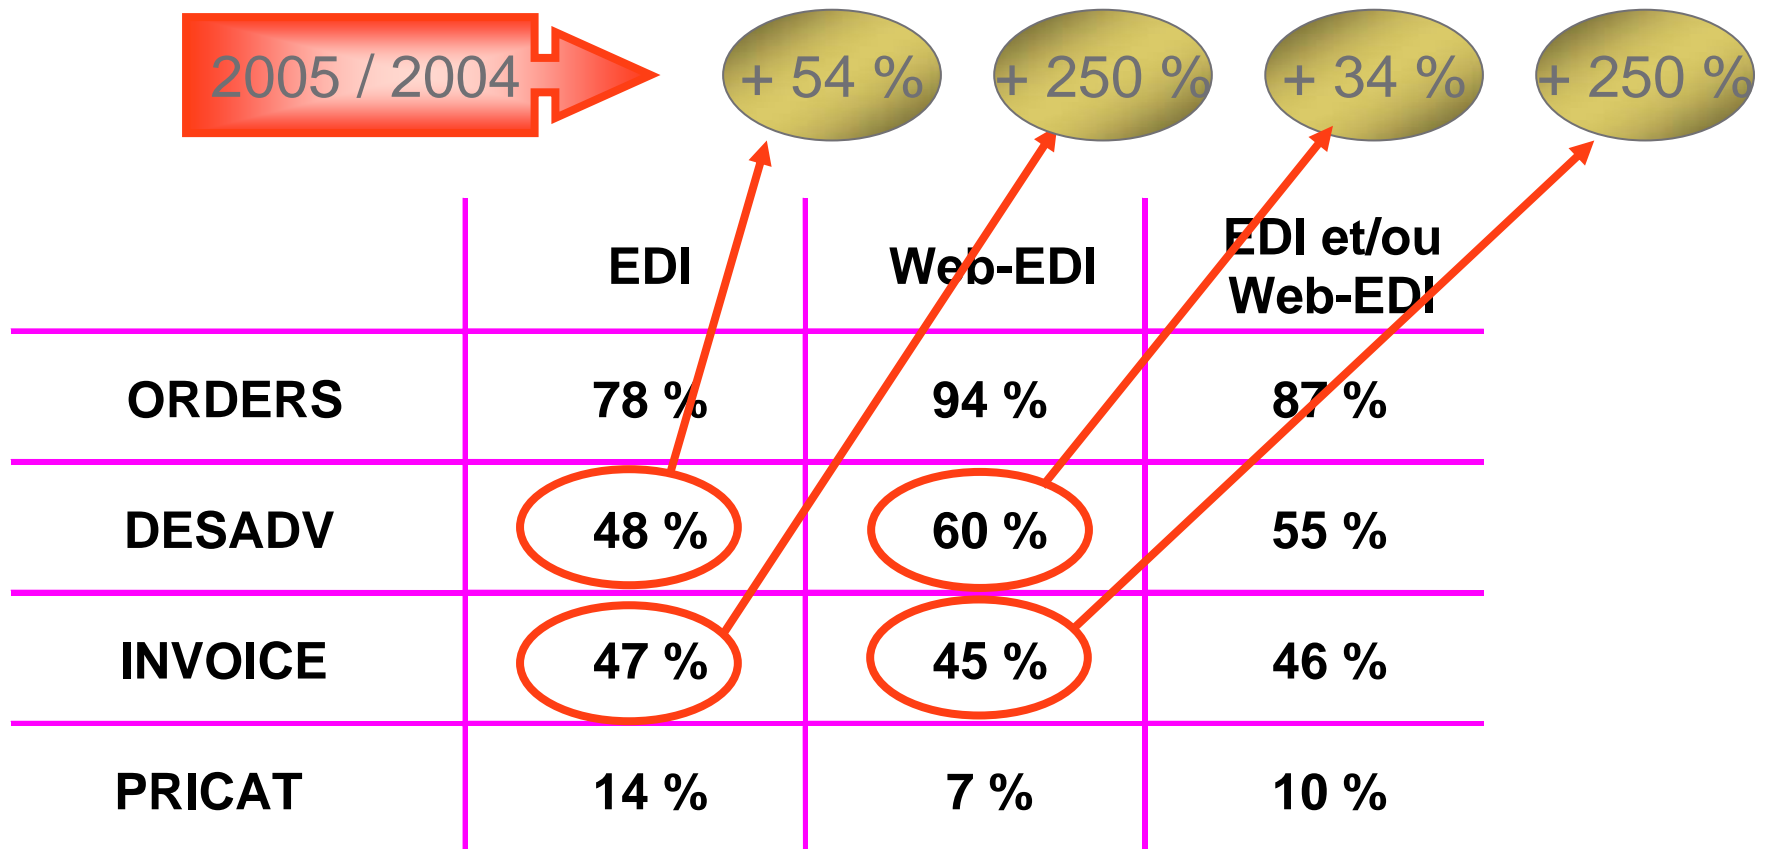 2005 / 2004 + 54 % + 250 % + 34 % + 250 %
EDI Web-EDI EDI et/ou
Web-EDI
ORDERS 78 % 94 % 87 %
DESADV 48 % 60 % 55 %
INVOICE 47 % 45 % 46 %
PRICAT 14 % 7 % 10 %